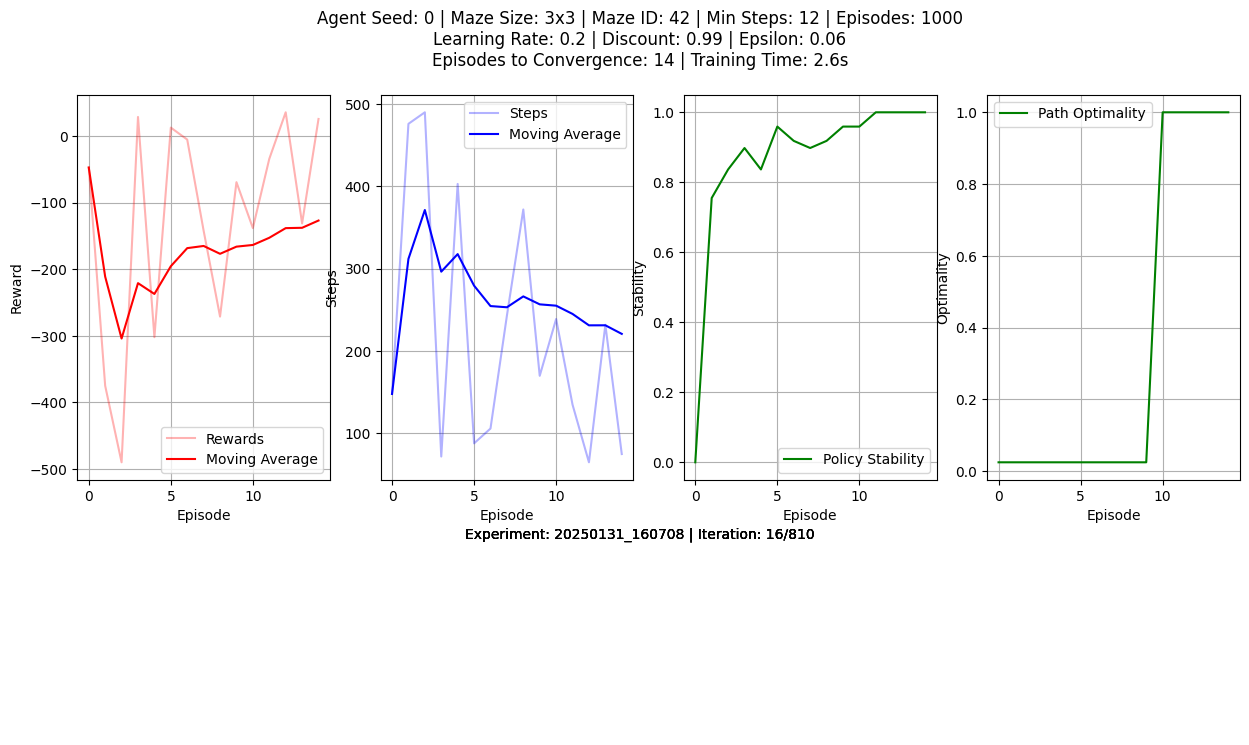 Agent Seed: 0 | Maze Size: 3x3 | Maze ID: 42 | Min Steps: 12 | Episodes: 1000
Learning Rate: 0.2 | Discount: 0.99 | Epsilon: 0.06
Episodes to Convergence: 14 | Training Time: 2.6s
Reward
0
−100
−200
−300
−400
−500
Rewards
Moving Average
0
5
10
Episode
Steps
500
400
300
200
100
Steps
Moving Average
0
5
10
Episode
Stability
1.0
0.8
0.6
0.4
0.2
0.0
Policy Stability
0
5
10
Episode
Optimality
1.0
0.8
0.6
0.4
0.2
0.0
Path Optimality
0
5
10
Episode
Experiment: 20250131_160708 | Iteration: 16/810